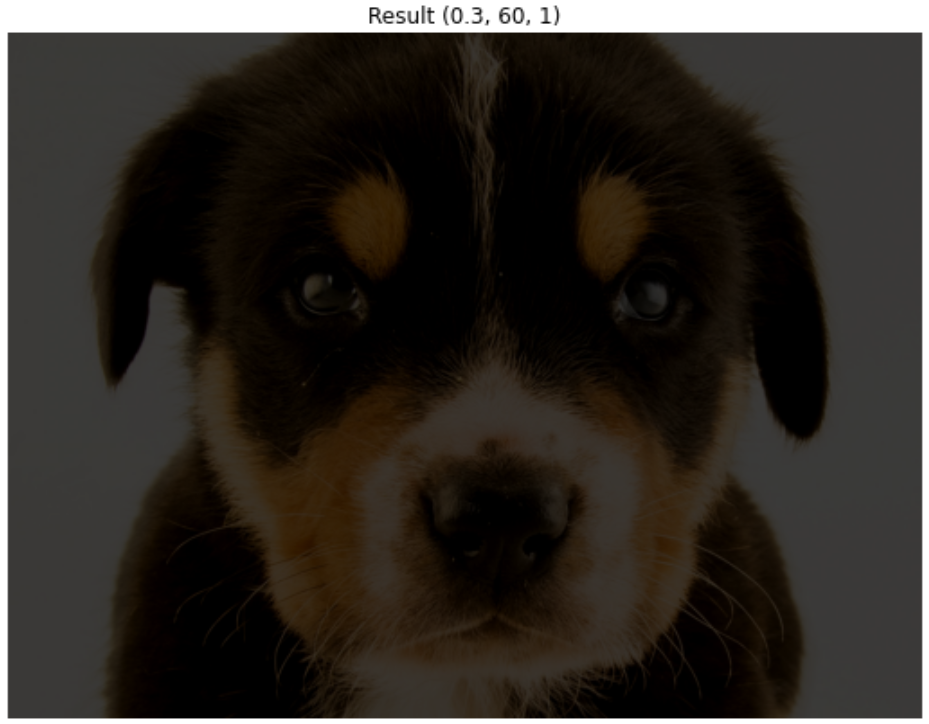 Result (0.3, 60, 1)